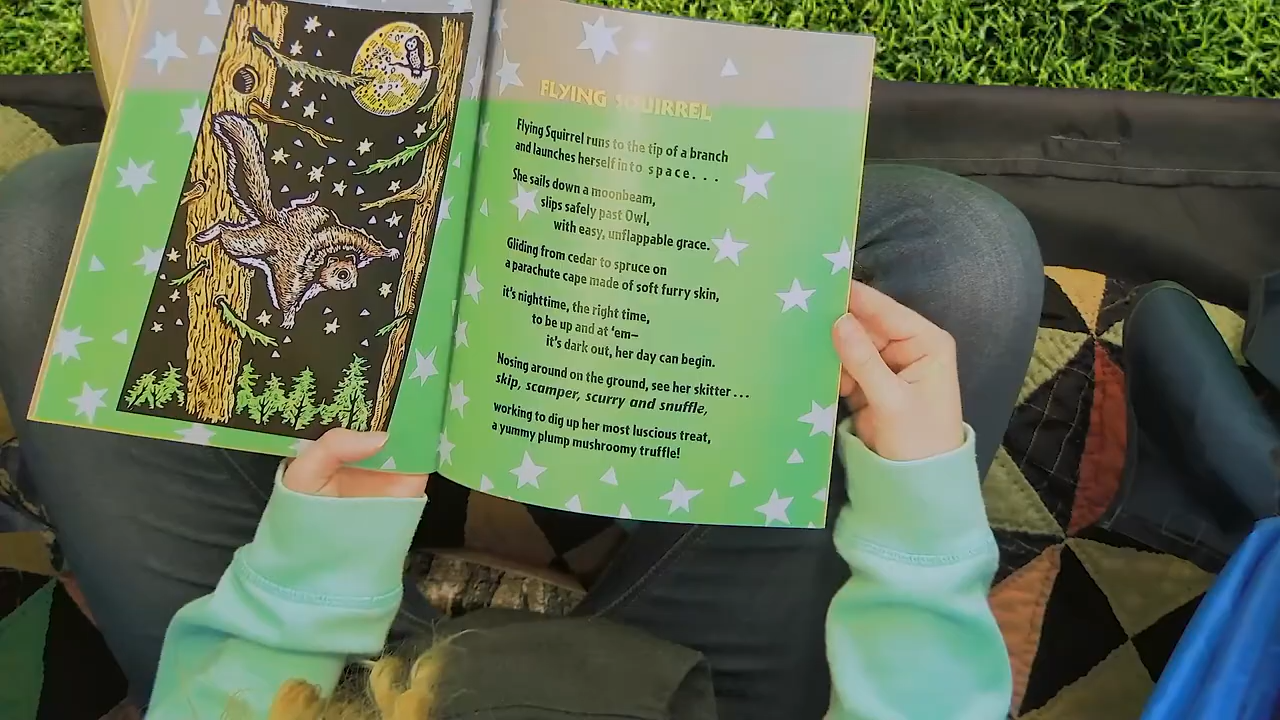 FLYING SQUIRREL
Flying Squirrel runs to the tip of a branch
and launches herself into space...
She sails down a moonbeam,
slips safely past Owl,
with easy, unflappable grace.
Gliding from cedar to spruce on
a parachute cape made of soft furry skin,
it's nighttime, the right time,
to be up and at 'em–
it's dark out, her day can begin.
Nosing around on the ground, see her skitter...
skip, scamper, scurry and snuffle,
working to dig up her most luscious treat,
a yummy plump mushroomy truffle!